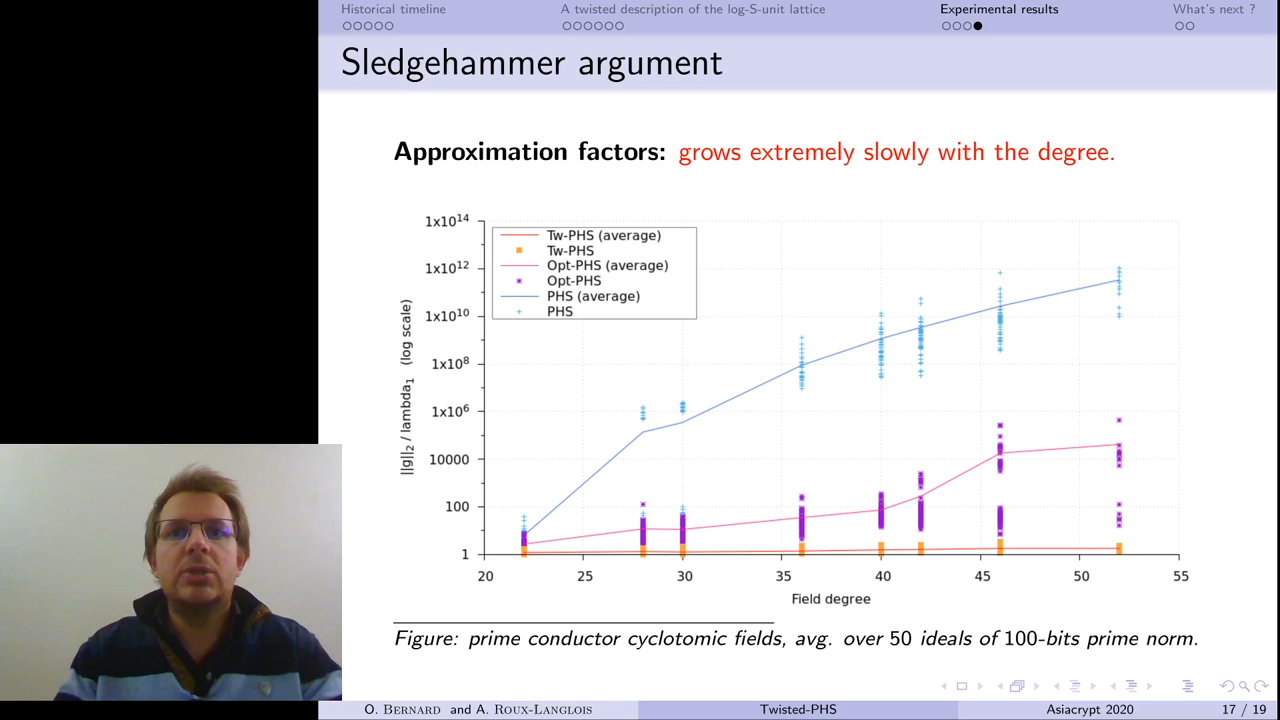 Historical timeline
A twisted description of the log-S-unit lattice
Experimental results
What's next ?
Sledgehammer argument
Approximation factors: grows extremely slowly with the degree.
1x10^14
1x10^12
1x10^10
1x10^8
1x10^6
10000
100
1
||g||_2 / lambda_1 (log scale)
Tw-PHS (average)
Tw-PHS
Opt-PHS (average)
Opt-PHS
PHS (average)
PHS
20 25 30 35 40 45 50 55
Field degree
Figure: prime conductor cyclotomic fields, avg. over 50 ideals of 100-bits prime norm.
O. Bernard and A. Roux-Langlois
Twisted-PHS
Asiacrypt 2020
17 / 19